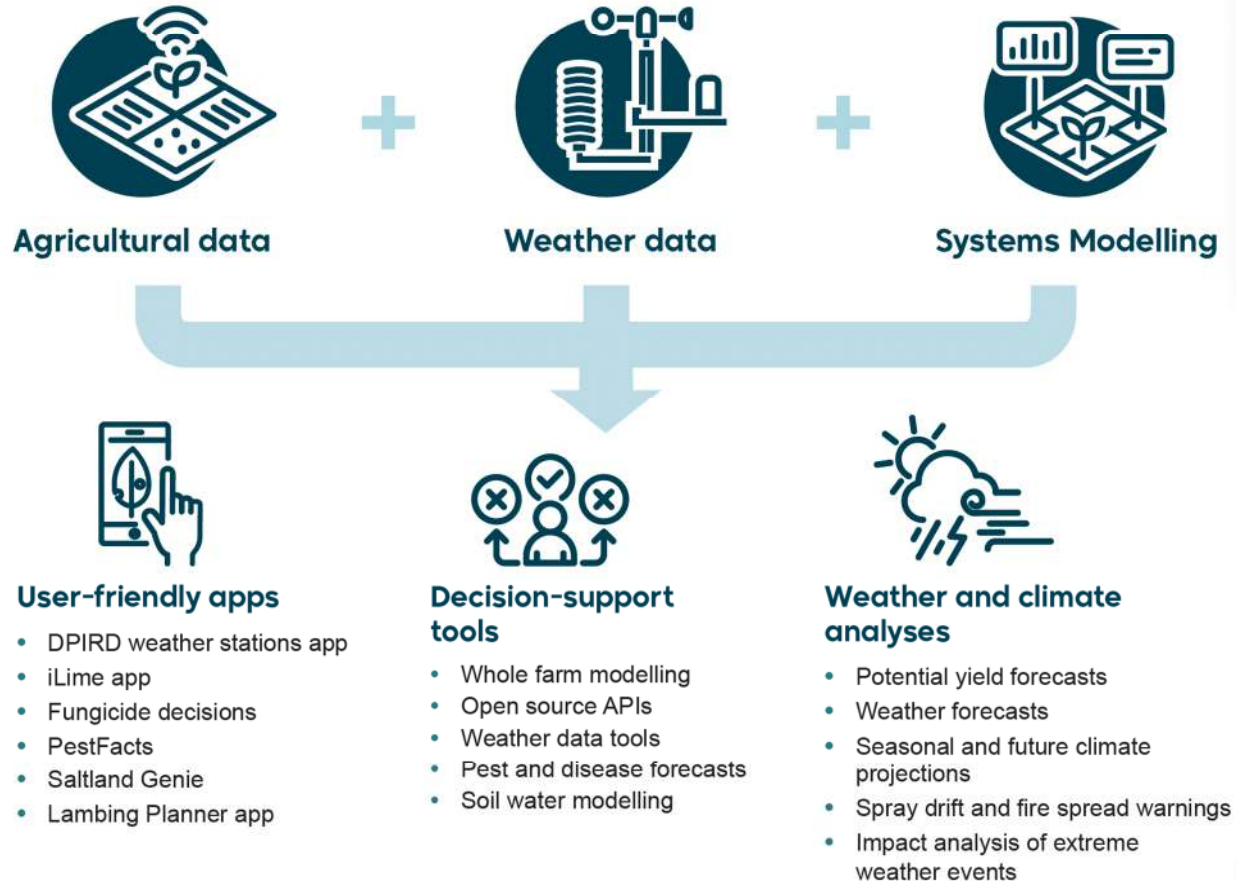 Agricultural data
Weather data
Systems Modelling
User-friendly apps
• DPIRD weather stations app
• iLime app
• Fungicide decisions
• PestFacts
• Saltland Genie
• Lambing Planner app
Decision-support
tools
• Whole farm modelling
• Open source APIs
• Weather data tools
• Pest and disease forecasts
• Soil water modelling
Weather and climate
analyses
• Potential yield forecasts
• Weather forecasts
• Seasonal and future climate
projections
• Spray drift and fire spread warnings
• Impact analysis of extreme
weather events